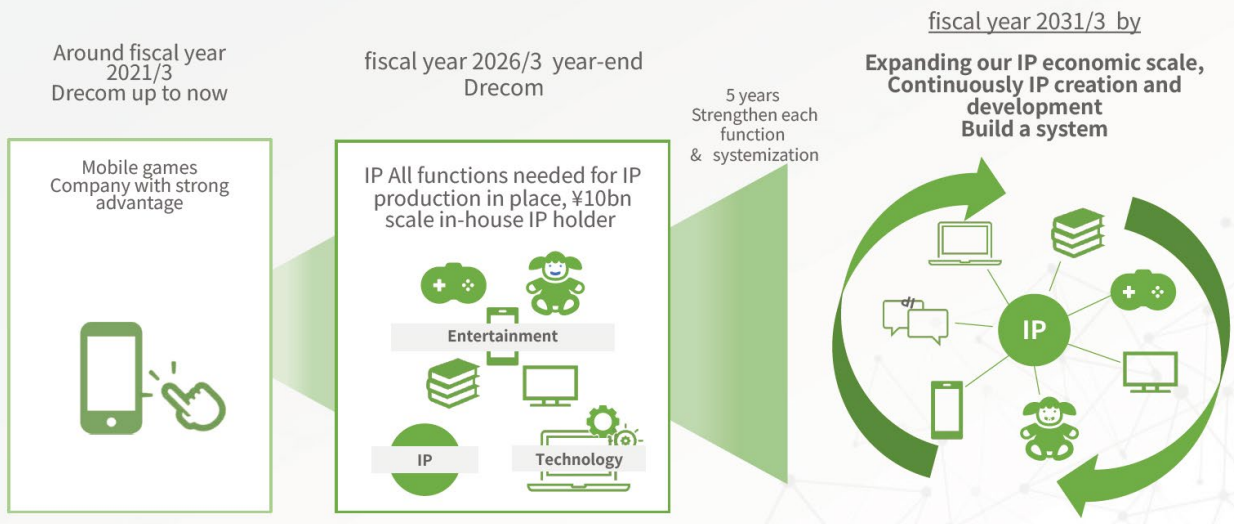 Around fiscal year
2021/3
Drecom up to now
Mobile games
Company with strong
advantage
fiscal year 2026/3 year-end
Drecom
IP All functions needed for IP
production in place, ¥10bn
scale in-house IP holder
Entertainment
IP
Technology
5 years
Strengthen each
function
& systemization
fiscal year 2031/3 by
Expanding our IP economic scale,
Continuously IP creation and
development
Build a system
IP